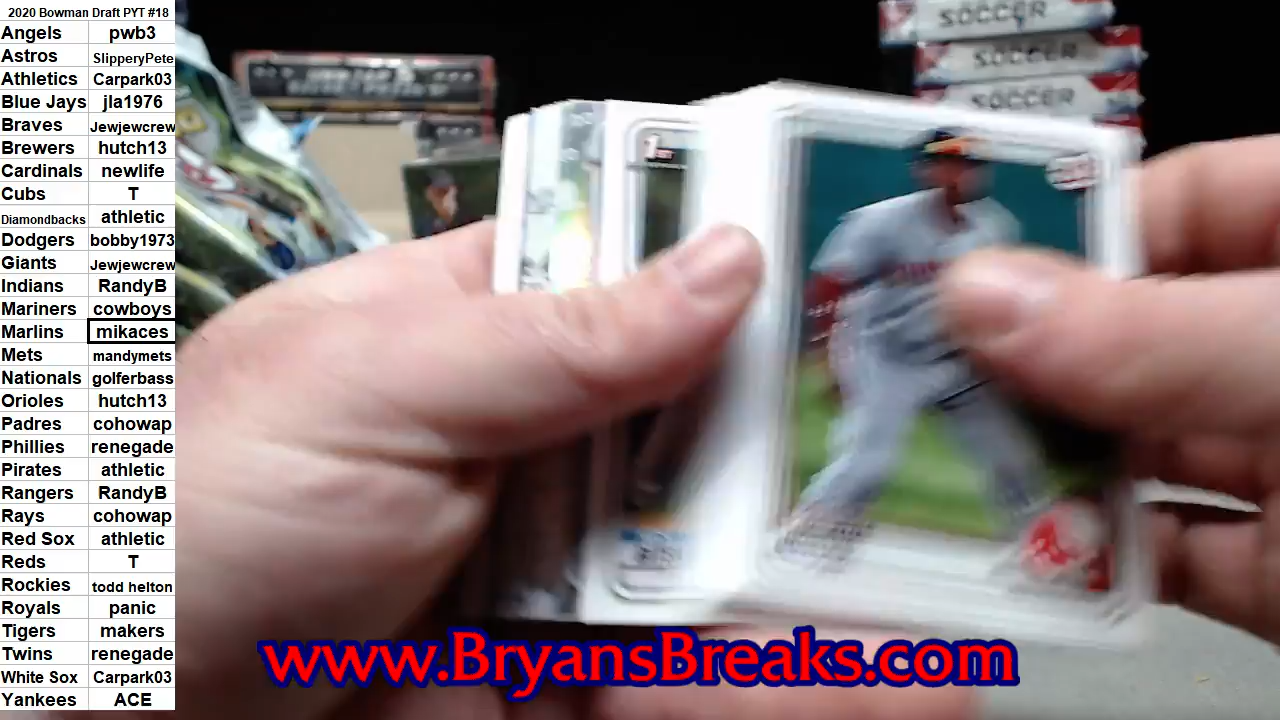 2020 Bowman Draft PYT #18
Angels pwb3
Astros SlipperyPete
Athletics Carpark03
Blue Jays jla1976
Braves Jewjewcrew
Brewers hutch13
Cardinals newlife
Cubs T
Diamondbacks athletic
Dodgers bobby1973
Giants Jewjewcrew
Indians RandyB
Mariners cowboys
Marlins mikaces
Mets mandymets
Nationals golferbass
Orioles hutch13
Padres cohowap
Phillies renegade
Pirates athletic
Rangers RandyB
Rays cohowap
Red Sox athletic
Reds T
Rockies todd helton
Royals panic
Tigers makers
Twins renegade
White Sox Carpark03
Yankees ACE
SOCCER
SOCCER
SOCCER
1st
www.BryansBreaks.com